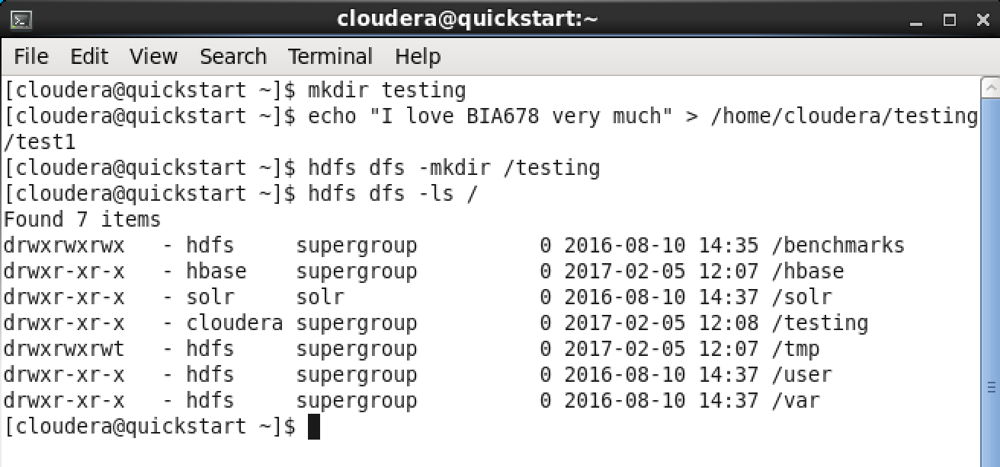 cloudera@quickstart:~
File Edit View Search Terminal Help
[cloudera@quickstart ~]$ mkdir testing
[cloudera@quickstart ~]$ echo "I love BIA678 very much" > /home/cloudera/testing
/test1
[cloudera@quickstart ~]$ hdfs dfs -mkdir /testing
[cloudera@quickstart ~]$ hdfs dfs -ls /
Found 7 items
drwxrwxrwx   - hdfs     supergroup          0 2016-08-10 14:35 /benchmarks
drwxr-xr-x   - hbase    supergroup          0 2017-02-05 12:07 /hbase
drwxr-xr-x   - solr     solr                0 2016-08-10 14:37 /solr
drwxr-xr-x   - cloudera supergroup          0 2017-02-05 12:08 /testing
drwxrwxrwt   - hdfs     supergroup          0 2017-02-05 12:07 /tmp
drwxr-xr-x   - hdfs     supergroup          0 2016-08-10 14:37 /user
drwxr-xr-x   - hdfs     supergroup          0 2016-08-10 14:37 /var
[cloudera@quickstart ~]$